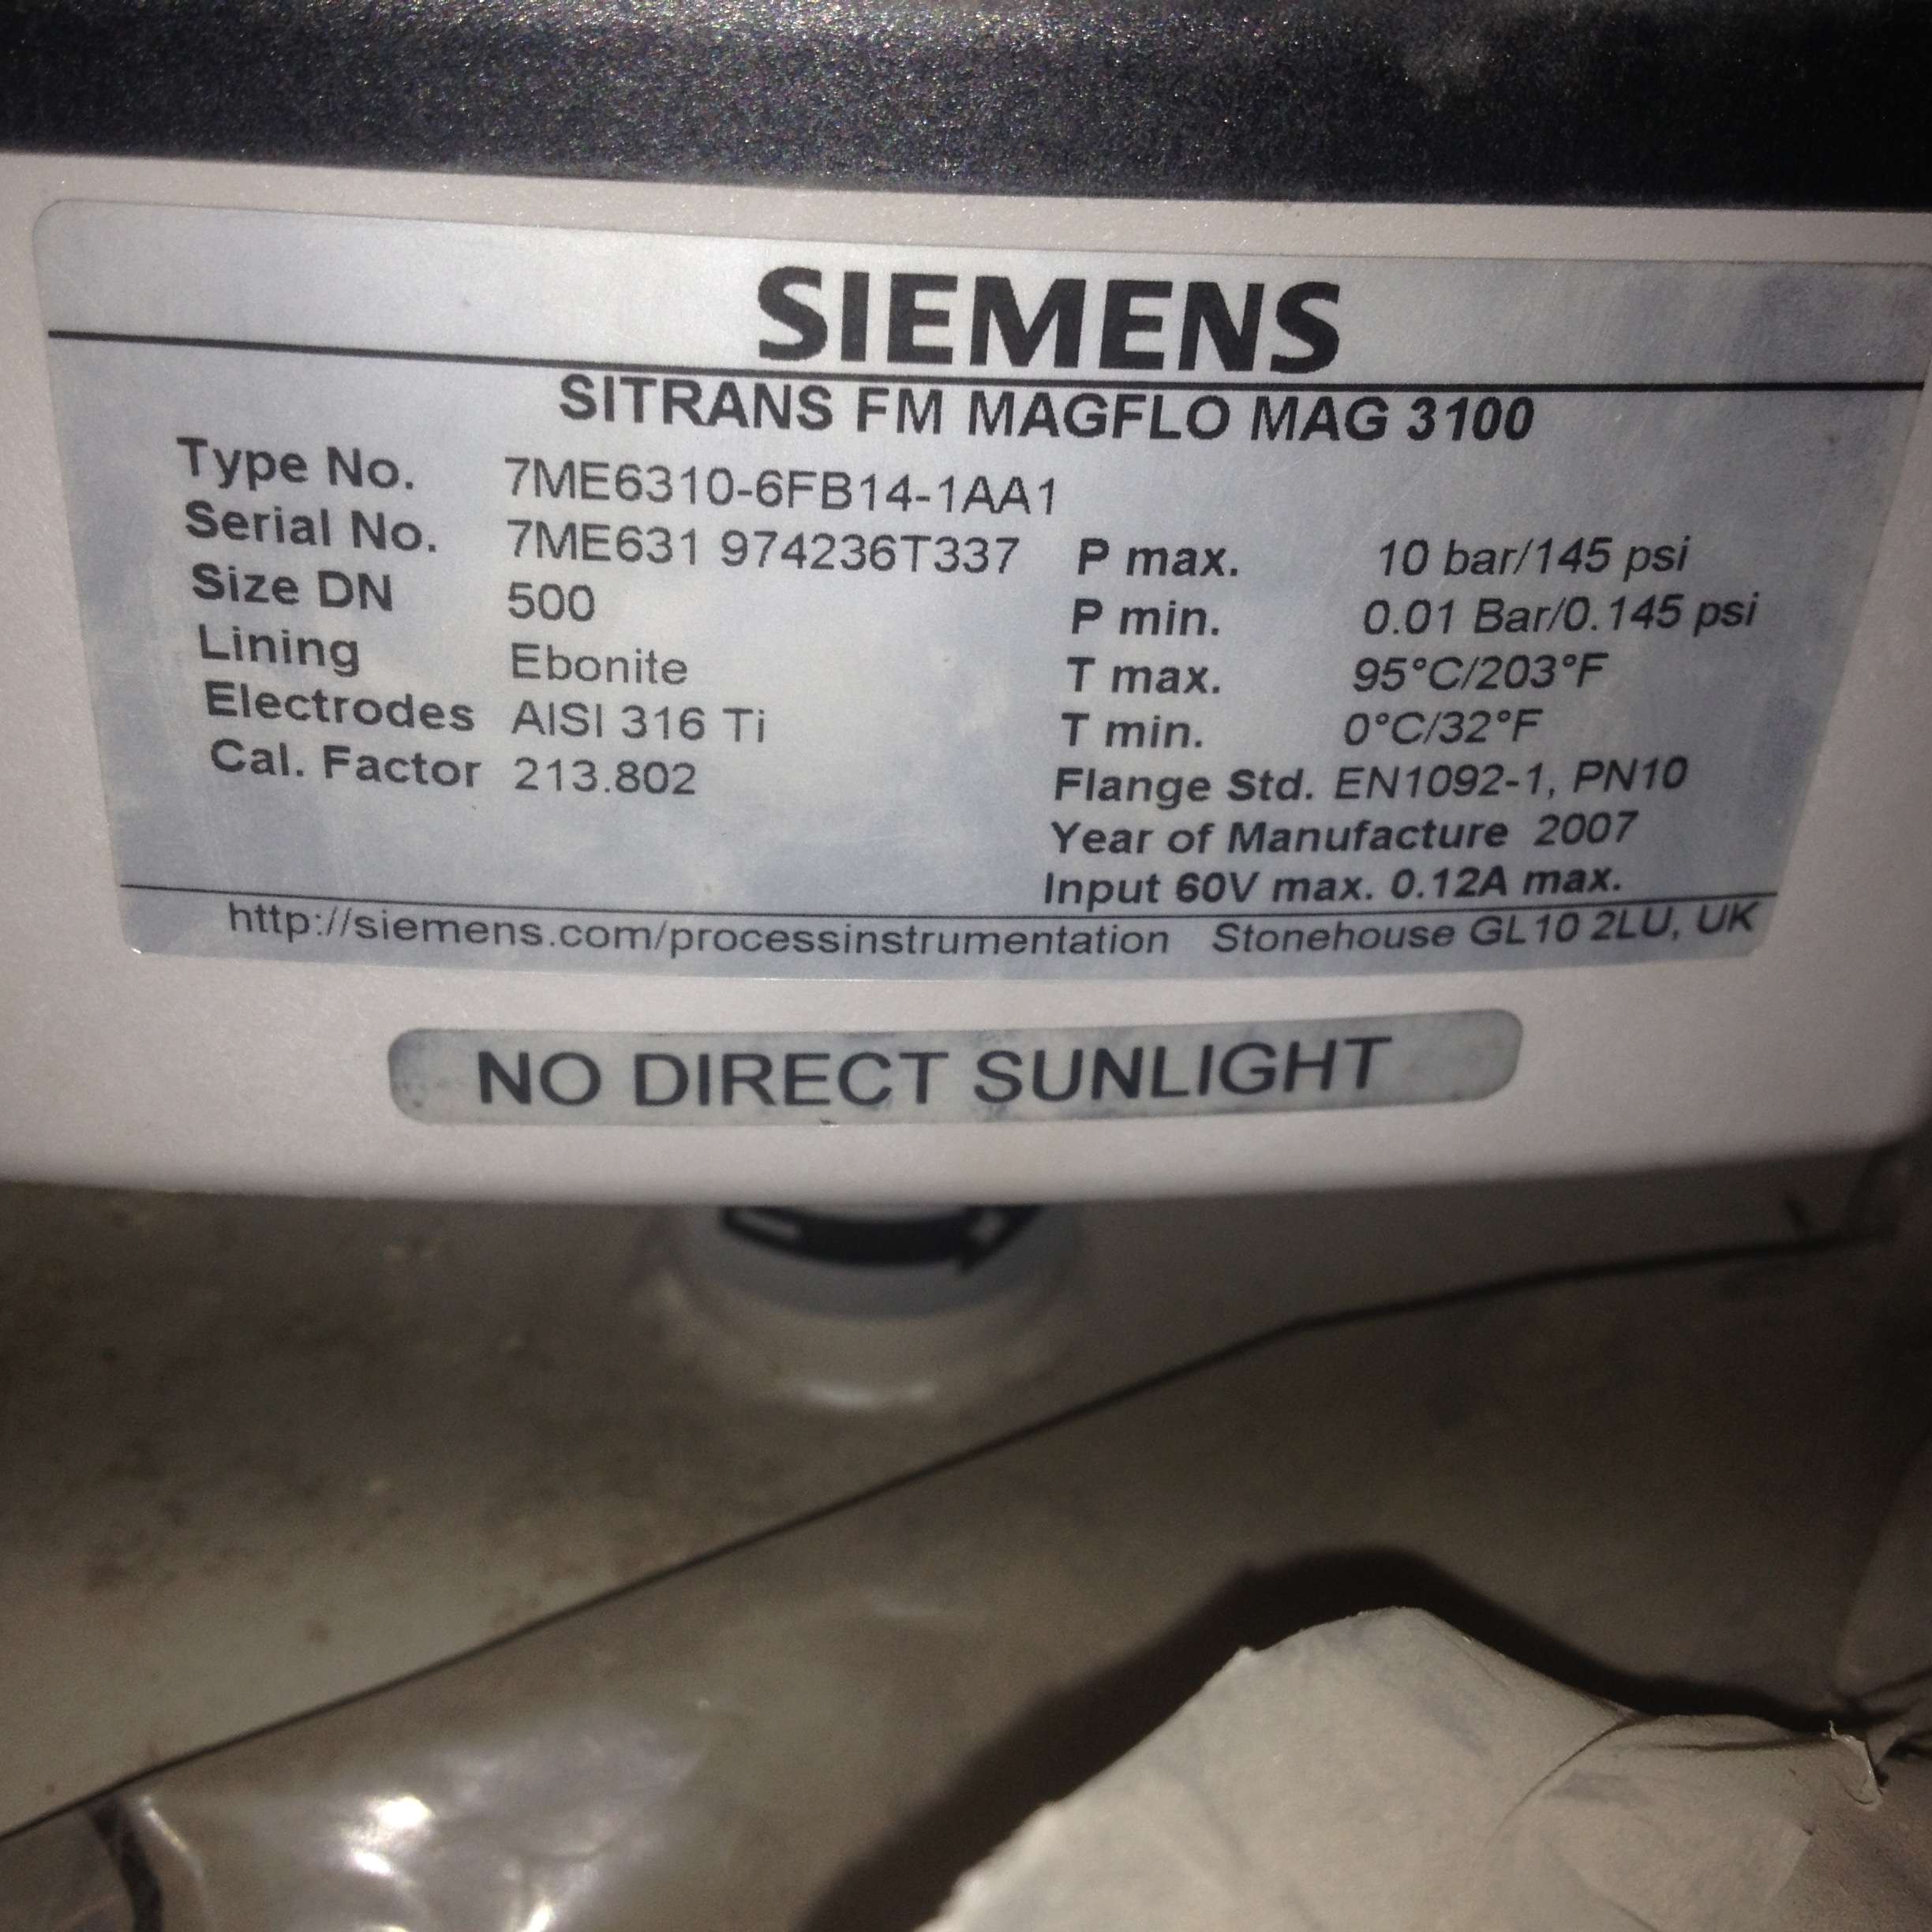 SIEMENS
SITRANS FM MAGFLO MAG 3100
Type No. 7ME6310-6FB14-1AA1
Serial No. 7ME631 974236T337 P max. 10 bar/145 psi
Size DN 500 P min. 0.01 Bar/0.145 psi
Lining Ebonite T max. 95°C/203°F
Electrodes AISI 316 Ti T min. 0°C/32°F
Cal. Factor 213.802 Flange Std. EN1092-1, PN10
Year of Manufacture 2007
Input 60V max. 0.12A max.
http://siemens.com/processinstrumentation Stonehouse GL10 2LU, UK
NO DIRECT SUNLIGHT